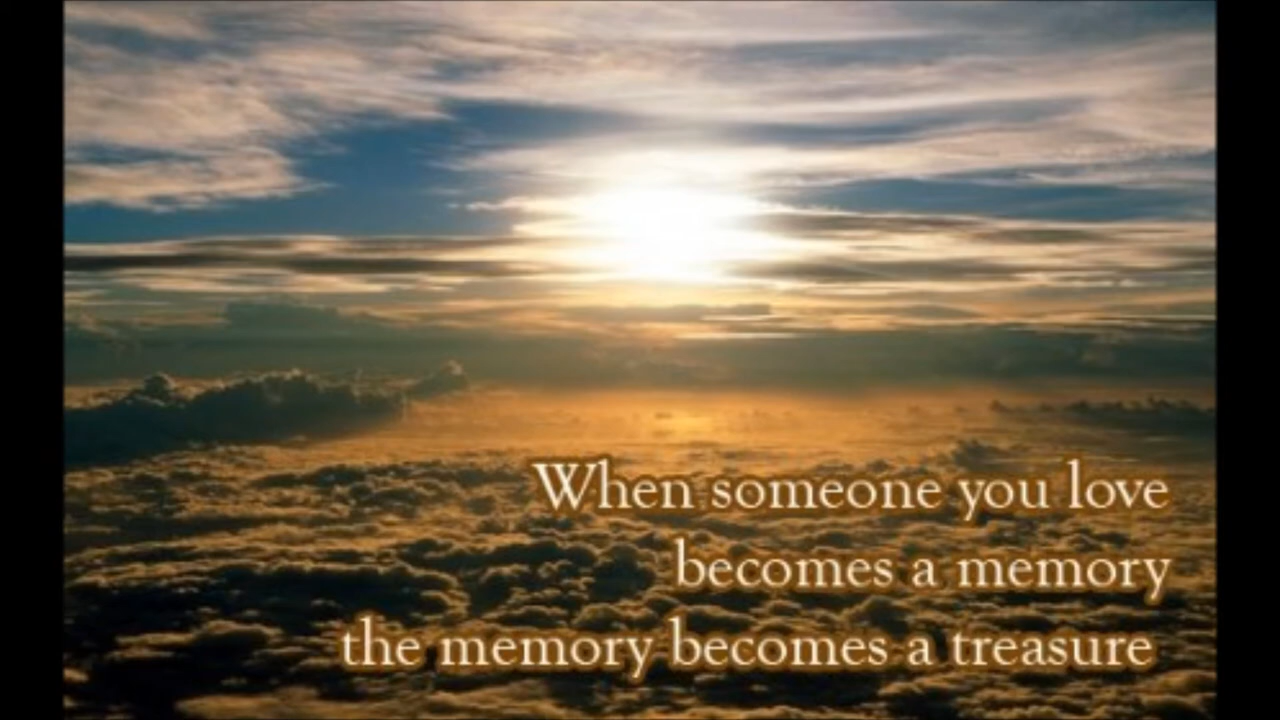 When someone you love
becomes a memory
the memory becomes a treasure